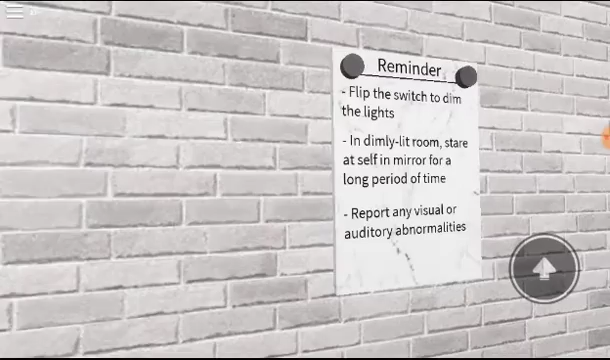 Reminder
- Flip the switch to dim
the lights
- In dimly-lit room, stare
at self in mirror for a
long period of time
- Report any visual or
auditory abnormalities